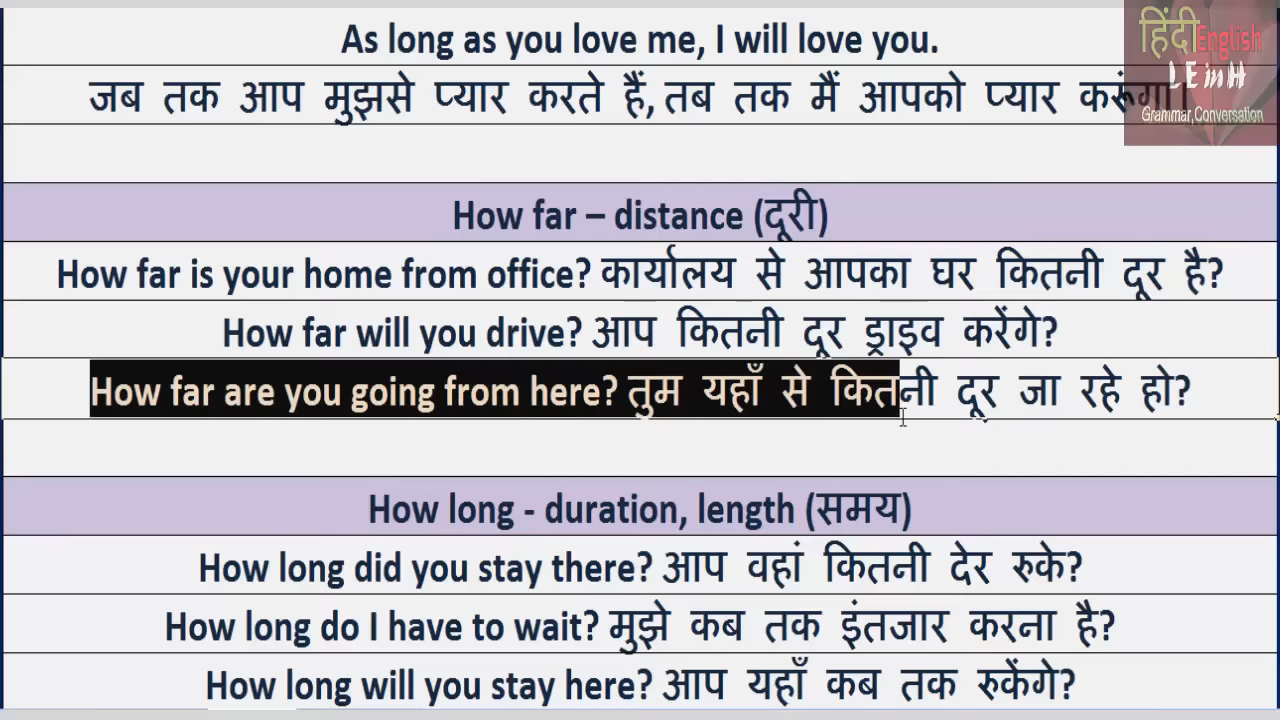 As long as you love me, I will love you.
जब तक आप मुझसे प्यार करते हैं, तब तक मैं आपको प्यार करूंगा।
हिंदी English
L E in H
Grammar,Conversation
How far – distance (दूरी)
How far is your home from office? कार्यालय से आपका घर कितनी दूर है?
How far will you drive? आप कितनी दूर ड्राइव करेंगे?
How far are you going from here? तुम यहाँ से कितनी दूर जा रहे हो?
How long - duration, length (समय)
How long did you stay there? आप वहां कितनी देर रुके?
How long do I have to wait? मुझे कब तक इंतजार करना है?
How long will you stay here? आप यहाँ कब तक रुकेंगे?